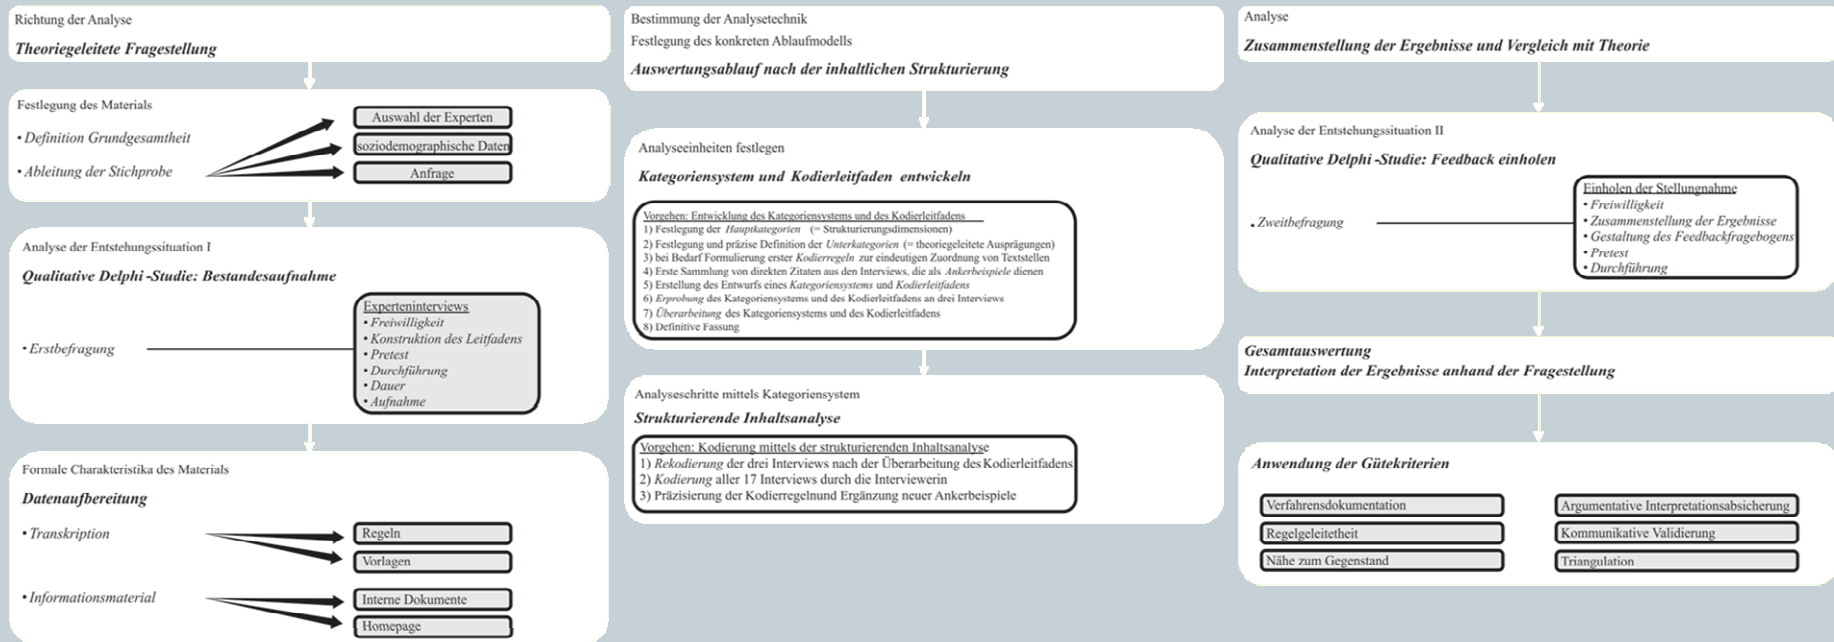 Richtung der Analyse
Theoriegeleitete Fragestellung
Festlegung des Materials
• Definition Grundgesamtheit
• Ableitung der Stichprobe
Auswahl der Experten
soziodemographische Daten
Anfrage
Analyse der Entstehungssituation I
Qualitative Delphi -Studie: Bestandesaufnahme
• Erstbefragung
Experteninterviews
• Freiwilligkeit
• Konstruktion des Leitfadens
• Pretest
• Durchführung
• Dauer
• Aufnahme
Formale Charakteristika des Materials
Datenaufbereitung
• Transkription
Regeln
Vorlagen
• Informationsmaterial
Interne Dokumente
Homepage
Bestimmung der Analysetechnik
Festlegung des konkreten Ablaufmodells
Auswertungsablauf nach der inhaltlichen Strukturierung
Analyseeinheiten festlegen
Kategoriensystem und Kodierleitfaden entwickeln
Vorgehen: Entwicklung des Kategoriensystems und des Kodierleitfadens
1) Festlegung der Hauptkategorien (= Strukturierungsdimensionen)
2) Festlegung und präzise Definition der Unterkategorien (= theoriegeleitete Ausprägungen)
3) bei Bedarf Formulierung erster Kodierregeln zur eindeutigen Zuordnung von Textstellen
4) Erste Sammlung von direkten Zitaten aus den Interviews, die als Ankerbeispiele dienen
5) Erstellung des Entwurfs eines Kategoriensystems und Kodierleitfadens
6) Erprobung des Kategoriensystems und des Kodierleitfadens an drei Interviews
7) Überarbeitung des Kategoriensystems und des Kodierleitfadens
8) Definitive Fassung
Analyseschritte mittels Kategoriensystem
Strukturierende Inhaltsanalyse
Vorgehen: Kodierung mittels der strukturierenden Inhaltsanalyse
1) Rekodierung der drei Interviews nach der Überarbeitung des Kodierleitfadens
2) Kodierung aller 17 Interviews durch die Interviewerin
3) Präzisierung der Kodierregelnund Ergänzung neuer Ankerbeispiele
Analyse
Zusammenstellung der Ergebnisse und Vergleich mit Theorie
Analyse der Entstehungssituation II
Qualitative Delphi -Studie: Feedback einholen
• Zweitbefragung
Einholen der Stellungnahme
• Freiwilligkeit
• Zusammenstellung der Ergebnisse
• Gestaltung des Feedbackfragebogens
• Pretest
• Durchführung
Gesamtauswertung
Interpretation der Ergebnisse anhand der Fragestellung
Anwendung der Gütekriterien
Verfahrensdokumentation
Regelgeleitetheit
Nähe zum Gegenstand
Argumentative Interpretationsabsicherung
Kommunikative Validierung
Triangulation